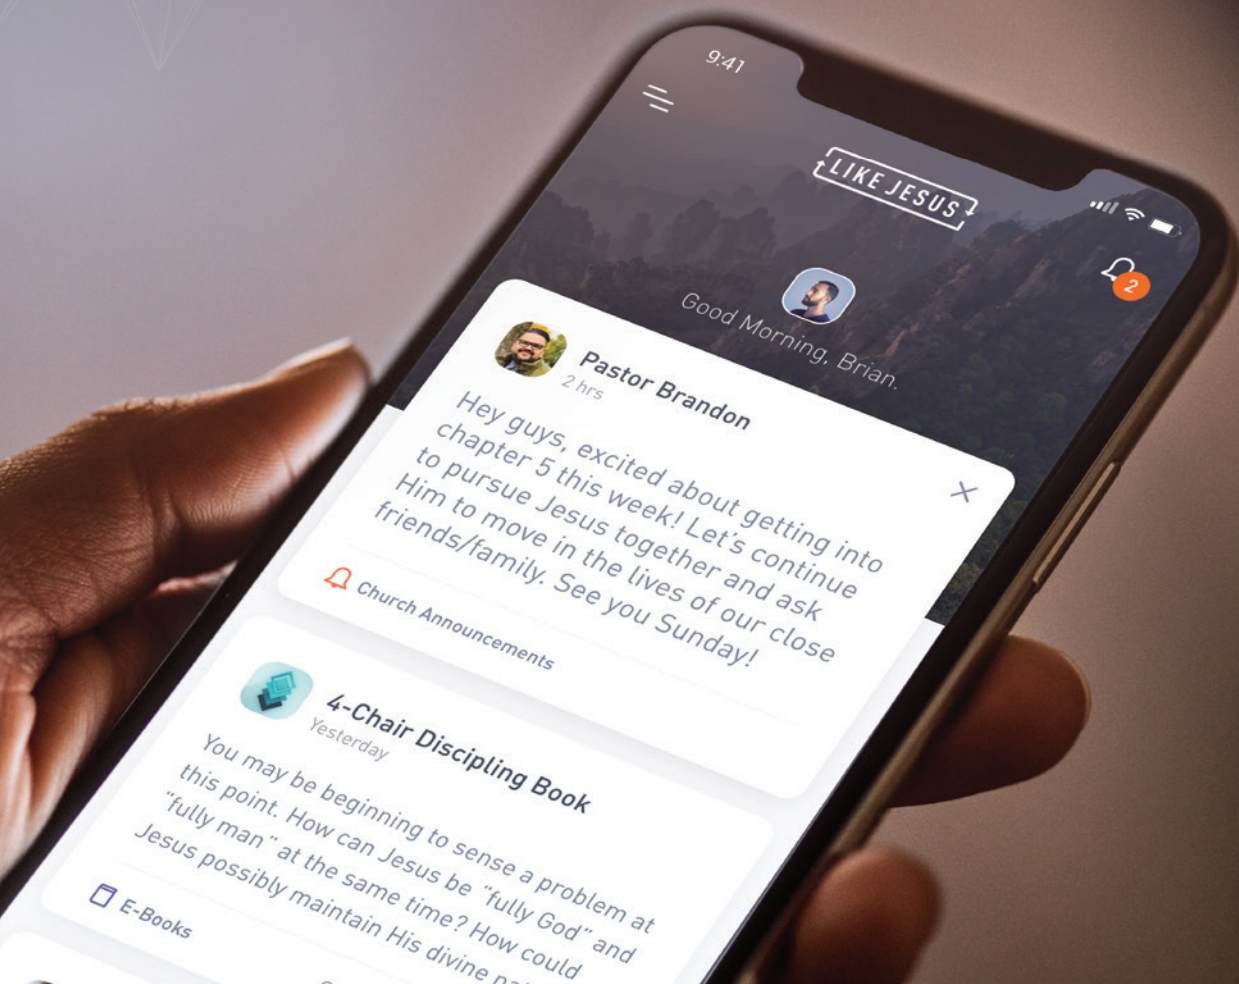 9:41
LIKE JESUS
2
Good Morning, Brian.
Pastor Brandon
2 hrs
Hey guys, excited about getting into
chapter 5 this week! Let's continue
to pursue Jesus together and ask
Him to move in the lives of our close
friends/family. See you Sunday!
Church Announcements
4-Chair Discipling Book
Yesterday
You may be beginning to sense a problem at
this point. How can Jesus be "fully God" and
"fully man" at the same time? How could
Jesus possibly maintain His divine
E-Books